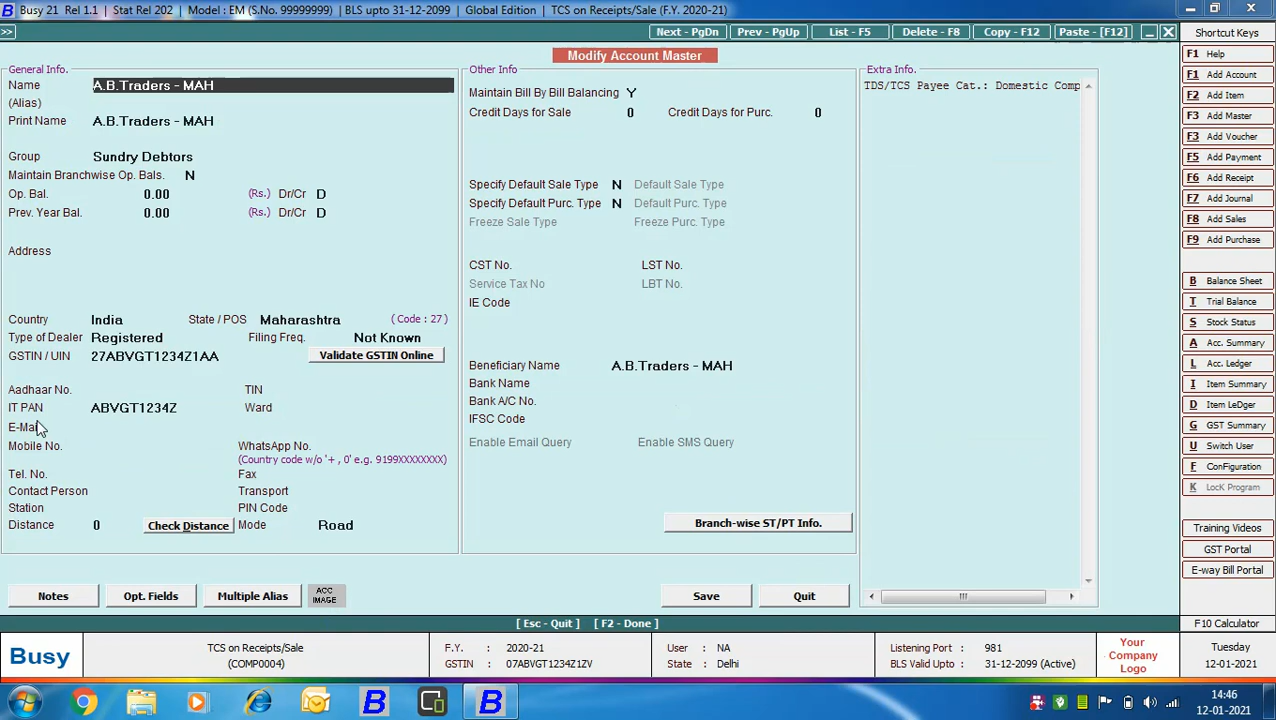 Busy 21 Rel 1.1 | Stat Rel 202 | Model : EM (S.No. 99999999) | BLS upto 31-12-2099 | Global Edition | TCS on Receipts/Sale (F.Y. 2020-21)
>> Next - PgDn Prev - PgUp List - F5 Delete - F8 Copy - F12 Paste - [F12]
Modify Account Master
General Info.
Name A.B.Traders - MAH
(Alias)
Print Name A.B.Traders - MAH
Group Sundry Debtors
Maintain Branchwise Op. Bals. N
Op. Bal. 0.00 (Rs.) Dr/Cr D
Prev. Year Bal. 0.00 (Rs.) Dr/Cr D
Address
Country India State / POS Maharashtra ( Code : 27 )
Type of Dealer Registered Filing Freq. Not Known
GSTIN / UIN 27ABVGT1234Z1AA Validate GSTIN Online
Aadhaar No. TIN
IT PAN ABVGT1234Z Ward
E-Mail
Mobile No. WhatsApp No.
(Country code w/o '+ , 0' e.g. 9199XXXXXXXX)
Tel. No. Fax
Contact Person Transport
Station PIN Code
Distance 0 Check Distance Mode Road
Other Info
Maintain Bill By Bill Balancing Y
Credit Days for Sale 0 Credit Days for Purc. 0
Specify Default Sale Type N Default Sale Type
Specify Default Purc. Type N Default Purc. Type
Freeze Sale Type Freeze Purc. Type
CST No. LST No.
Service Tax No LBT No.
IE Code
Beneficiary Name A.B.Traders - MAH
Bank Name
Bank A/C No.
IFSC Code
Enable Email Query Enable SMS Query
Branch-wise ST/PT Info.
Extra Info.
TDS/TCS Payee Cat.: Domestic Comp
Notes Opt. Fields Multiple Alias ACC IMAGE Save Quit
[ Esc - Quit ] [ F2 - Done ]
Shortcut Keys
F1 Help
F1 Add Account
F2 Add Item
F3 Add Master
F3 Add Voucher
F5 Add Payment
F6 Add Receipt
F7 Add Journal
F8 Add Sales
F9 Add Purchase
B Balance Sheet
T Trial Balance
S Stock Status
A Acc. Summary
L Acc. Ledger
I Item Summary
D Item LeDger
G GST Summary
U Switch User
F ConFiguration
K LocK Program
Training Videos
GST Portal
E-way Bill Portal
F10 Calculator
Busy
TCS on Receipts/Sale
(COMP0004)
F.Y. : 2020-21
GSTIN : 07ABVGT1234Z1ZV
User : NA
State : Delhi
Listening Port : 981
BLS Valid Upto : 31-12-2099 (Active)
Your
Company
Logo
Tuesday
12-01-2021
14:46
12-01-2021